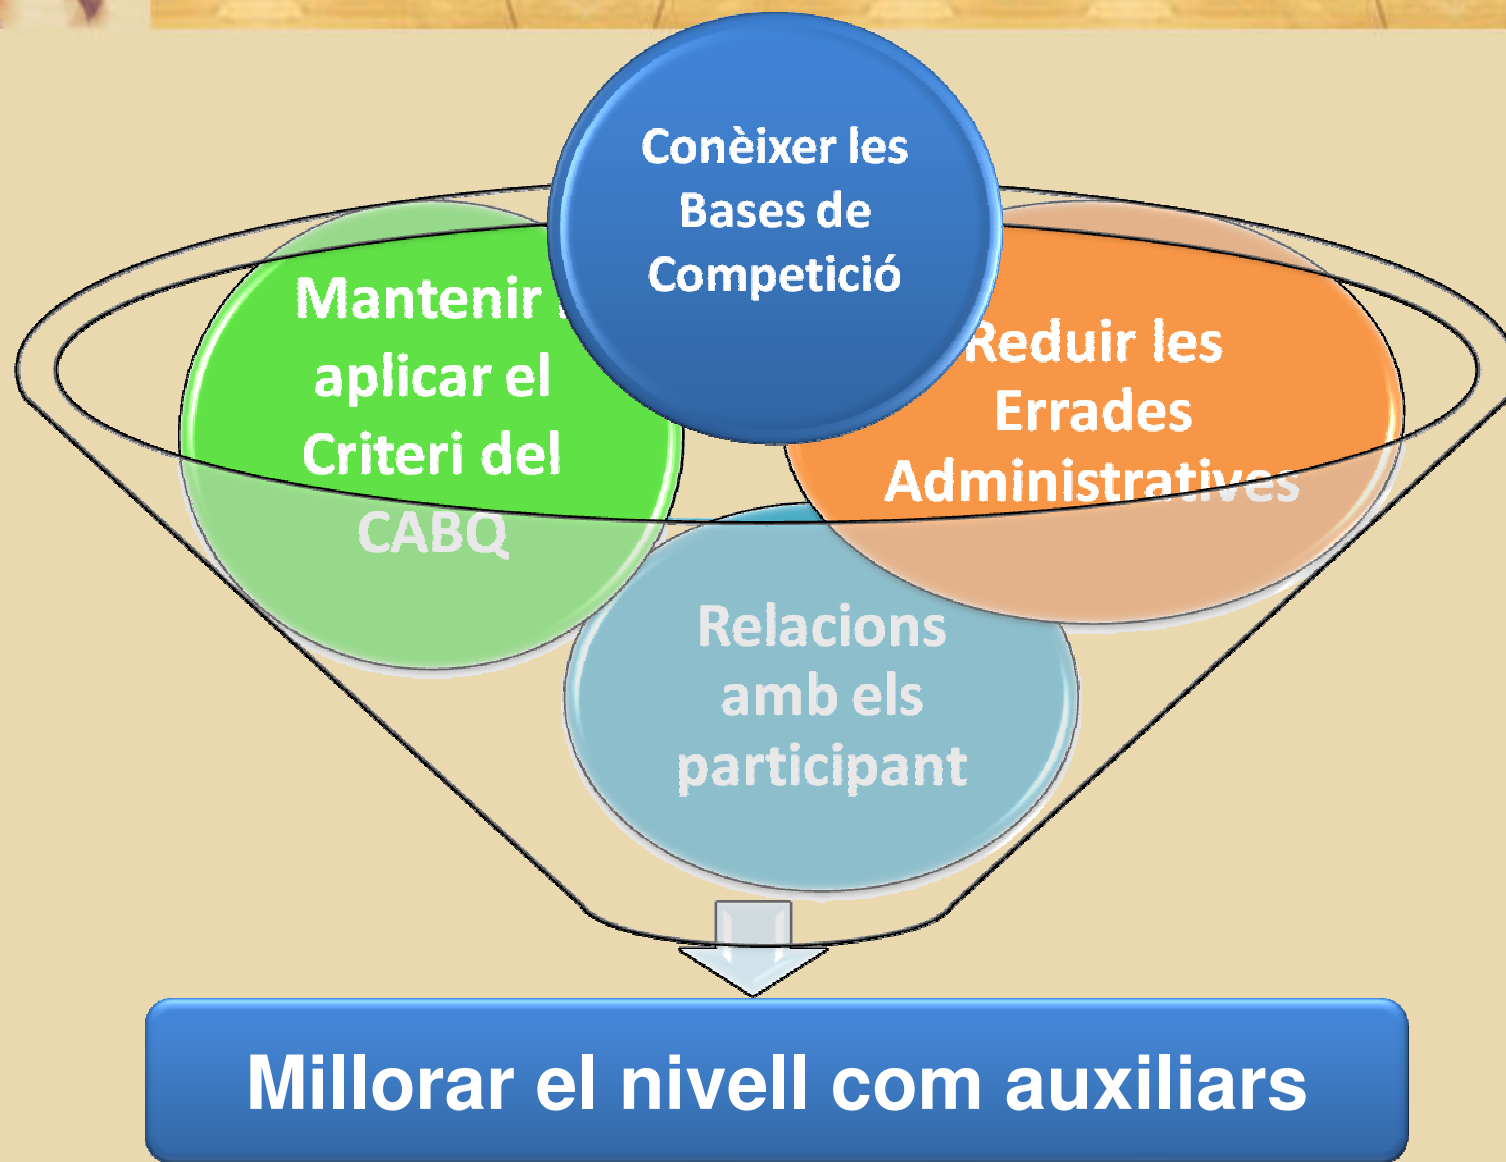 Conèixer les
Bases de
Competició
Mantenir
aplicar el
Criteri del
CABQ
Reduir les
Errades
Administratives
Relacions
amb els
participant
Millorar el nivell com auxiliars